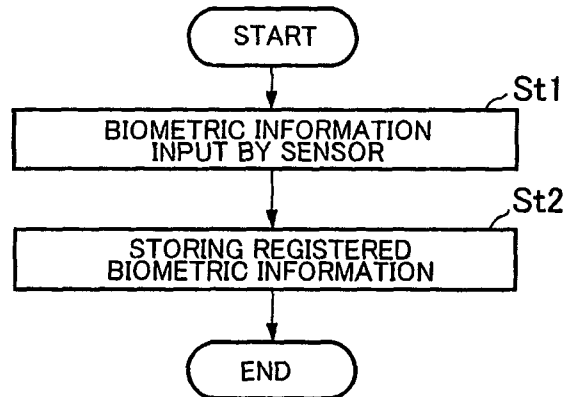 START
St1
BIOMETRIC INFORMATION
INPUT BY SENSOR
St2
STORING REGISTERED
BIOMETRIC INFORMATION
END